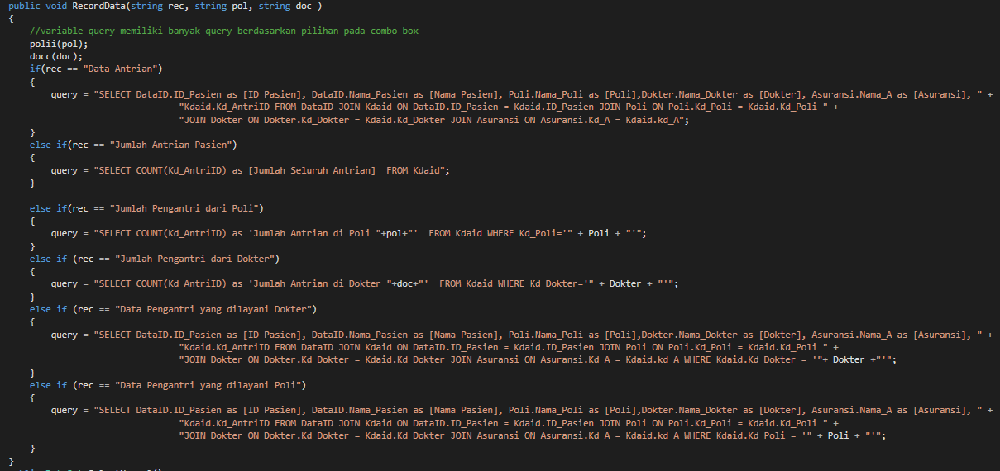 public void RecordData(string rec, string pol, string doc )
{
//variable query memiliki banyak query berdasarkan pilihan pada combo box
polii(pol);
docc(doc);
if(rec == "Data Antrian")
{
query = "SELECT DataID.ID_Pasien as [ID Pasien], DataID.Nama_Pasien as [Nama Pasien], Poli.Nama_Poli as [Poli],Dokter.Nama_Dokter as [Dokter], Asuransi.Nama_A as [Asuransi], " +
"Kdaid.Kd_AntriID FROM DataID JOIN Kdaid ON DataID.ID_Pasien = Kdaid.ID_Pasien JOIN Poli ON Poli.Kd_Poli = Kdaid.Kd_Poli " +
"JOIN Dokter ON Dokter.Kd_Dokter = Kdaid.Kd_Dokter JOIN Asuransi ON Asuransi.Kd_A = Kdaid.kd_A";
}
else if(rec == "Jumlah Antrian Pasien")
{
query = "SELECT COUNT(Kd_AntriID) as [Jumlah Seluruh Antrian]  FROM Kdaid";
}
else if(rec == "Jumlah Pengantri dari Poli")
{
query = "SELECT COUNT(Kd_AntriID) as 'Jumlah Antrian di Poli "+pol+"'  FROM Kdaid WHERE Kd_Poli='" + Poli + "'";
}
else if (rec == "Jumlah Pengantri dari Dokter")
{
query = "SELECT COUNT(Kd_AntriID) as 'Jumlah Antrian di Dokter "+doc+"'  FROM Kdaid WHERE Kd_Dokter='" + Dokter + "'";
}
else if (rec == "Data Pengantri yang dilayani Dokter")
{
query = "SELECT DataID.ID_Pasien as [ID Pasien], DataID.Nama_Pasien as [Nama Pasien], Poli.Nama_Poli as [Poli],Dokter.Nama_Dokter as [Dokter], Asuransi.Nama_A as [Asuransi], " +
"Kdaid.Kd_AntriID FROM DataID JOIN Kdaid ON DataID.ID_Pasien = Kdaid.ID_Pasien JOIN Poli ON Poli.Kd_Poli = Kdaid.Kd_Poli " +
"JOIN Dokter ON Dokter.Kd_Dokter = Kdaid.Kd_Dokter JOIN Asuransi ON Asuransi.Kd_A = Kdaid.kd_A WHERE Kdaid.Kd_Dokter = '"+ Dokter +"'";
}
else if (rec == "Data Pengantri yang dilayani Poli")
{
query = "SELECT DataID.ID_Pasien as [ID Pasien], DataID.Nama_Pasien as [Nama Pasien], Poli.Nama_Poli as [Poli],Dokter.Nama_Dokter as [Dokter], Asuransi.Nama_A as [Asuransi], " +
"Kdaid.Kd_AntriID FROM DataID JOIN Kdaid ON DataID.ID_Pasien = Kdaid.ID_Pasien JOIN Poli ON Poli.Kd_Poli = Kdaid.Kd_Poli " +
"JOIN Dokter ON Dokter.Kd_Dokter = Kdaid.Kd_Dokter JOIN Asuransi ON Asuransi.Kd_A = Kdaid.kd_A WHERE Kdaid.Kd_Poli = '" + Poli + "'";
}
}